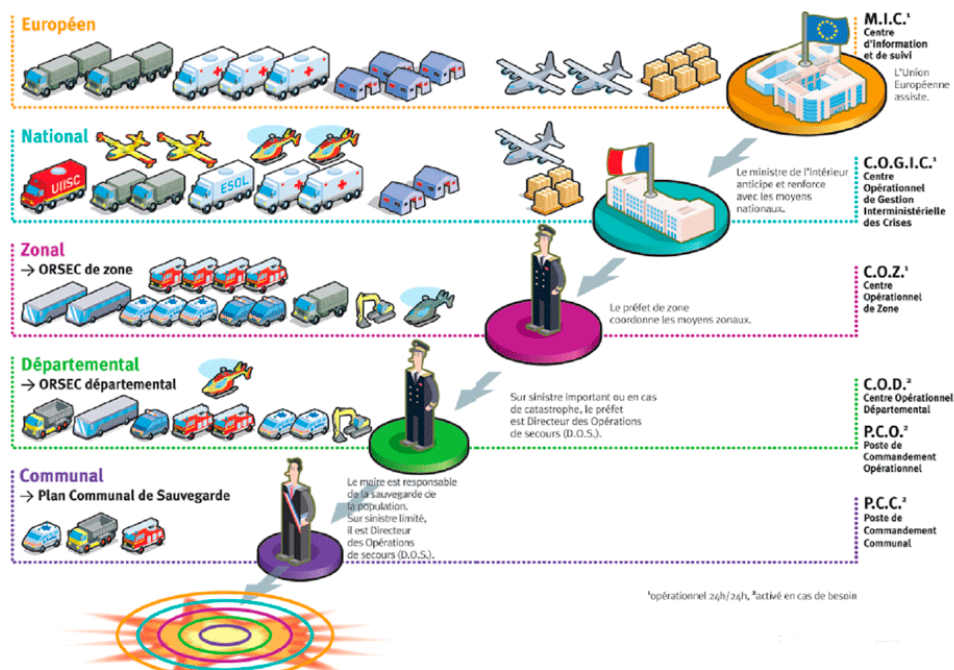 Européen
M.I.C.¹
Centre
d'information
et de suivi
L'Union
Européenne
assiste.
National
UIISC
ESOL
Le ministre de l'intérieur
anticipe et renforce
avec les moyens
nationaux.
C.O.G.I.C.¹
Centre
Opérationnel
de Gestion
Interministérielle
des Crises
Zonal
→ ORSEC de zone
Le préfet de zone
coordonne les moyens zonaux.
C.O.Z.¹
Centre
Opérationnel
de Zone
Départemental
→ ORSEC départemental
Sur sinistre important ou en cas
de catastrophe, le préfet
est Directeur des Opérations
de secours (D.O.S.).
C.O.D.²
Centre Opérationnel
Départemental
P.C.O.²
Poste de
Commandement
Opérationnel
Communal
→ Plan Communal de Sauvegarde
Le maire est responsable
de la sauvegarde de
la population.
Sur sinistre limité,
il est Directeur
des Opérations
de secours (D.O.S.).
P.C.C.²
Poste de
Commandement
Communal
¹opérationnel 24h/24h, ²activé en cas de besoin